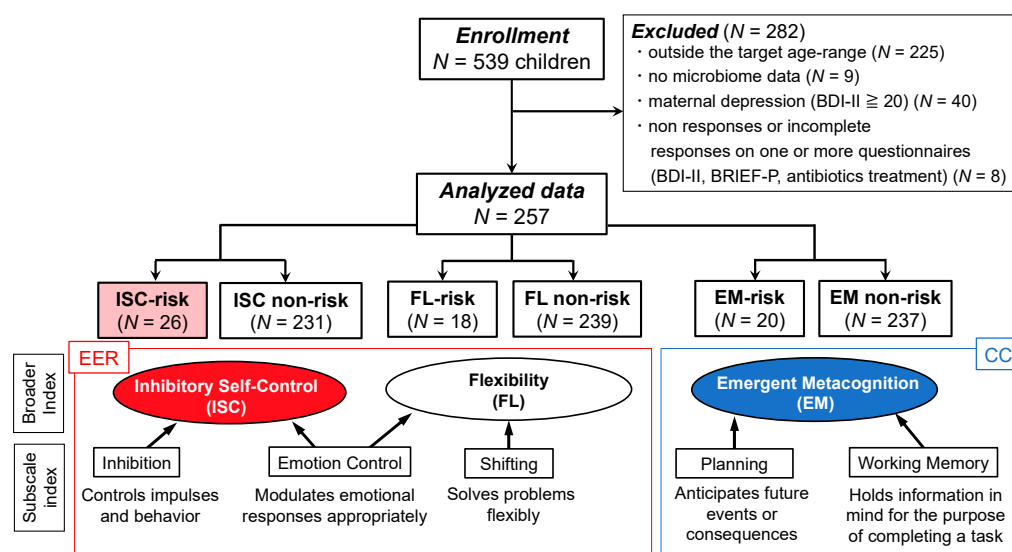 Enrollment
N = 539 children
Excluded (N = 282)
・outside the target age-range (N = 225)
・no microbiome data (N = 9)
・maternal depression (BDI-II ≧ 20) (N = 40)
・non responses or incomplete
responses on one or more questionnaires
(BDI-II, BRIEF-P, antibiotics treatment) (N = 8)
Analyzed data
N = 257
ISC-risk
(N = 26)
ISC non-risk
(N = 231)
FL-risk
(N = 18)
FL non-risk
(N = 239)
EM-risk
(N = 20)
EM non-risk
(N = 237)
EER
CC
Broader
Index
Inhibitory Self-Control
(ISC)
Flexibility
(FL)
Emergent Metacognition
(EM)
Subscale
index
Inhibition
Emotion Control
Shifting
Planning
Working Memory
Controls impulses
and behavior
Modulates emotional
responses appropriately
Solves problems
flexibly
Anticipates future
events or
consequences
Holds information in
mind for the purpose
of completing a task